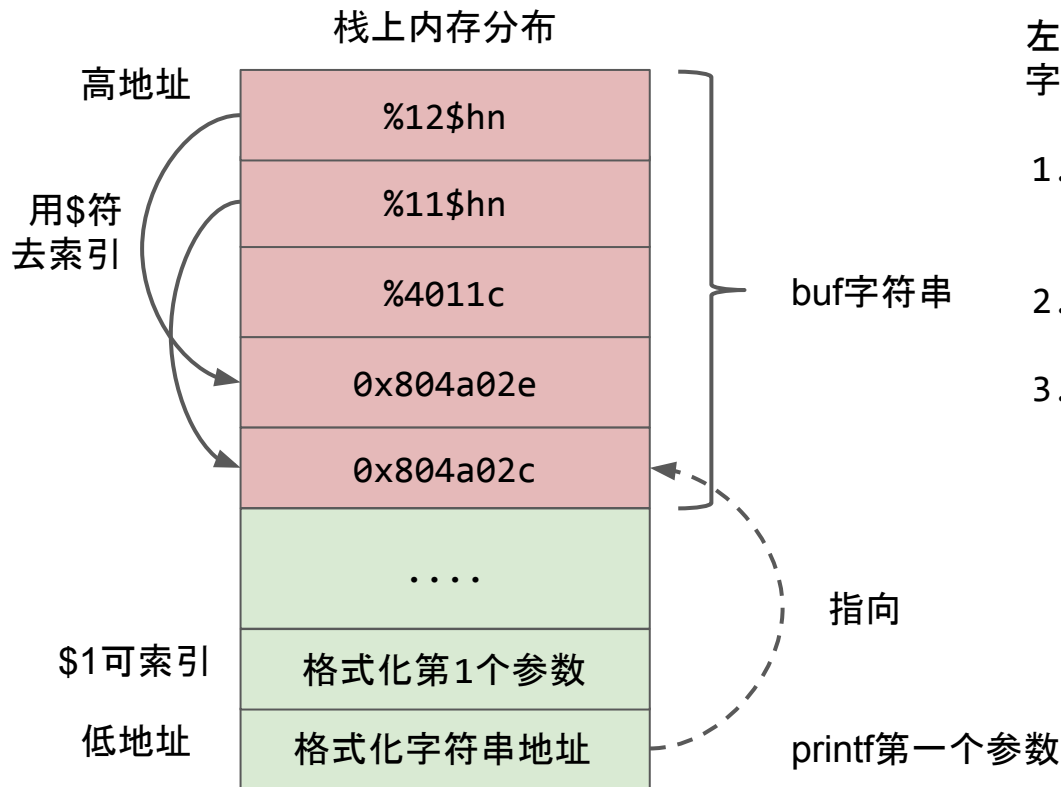 栈上内存分布
高地址
%12$hn
%11$hn
%4011c
0x804a02e
0x804a02c
....
格式化第1个参数
格式化字符串地址
用$符
去索引
$1可索引
低地址
buf字符串
指向
printf第一个参数
左
字
1.
2.
3.